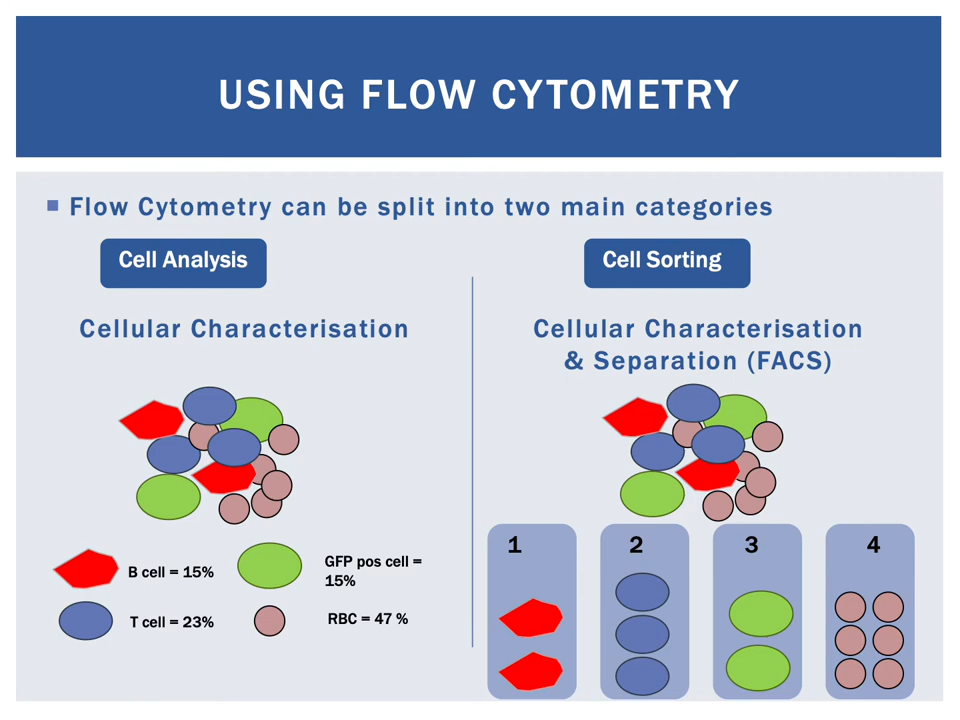 USING FLOW CYTOMETRY
Flow Cytometry can be split into two main categories
Cell Analysis
Cellular Characterisation
B cell = 15%
GFP pos cell =
15%
T cell = 23%
RBC = 47 %
Cell Sorting
Cellular Characterisation
& Separation (FACS)
1
2
3
4